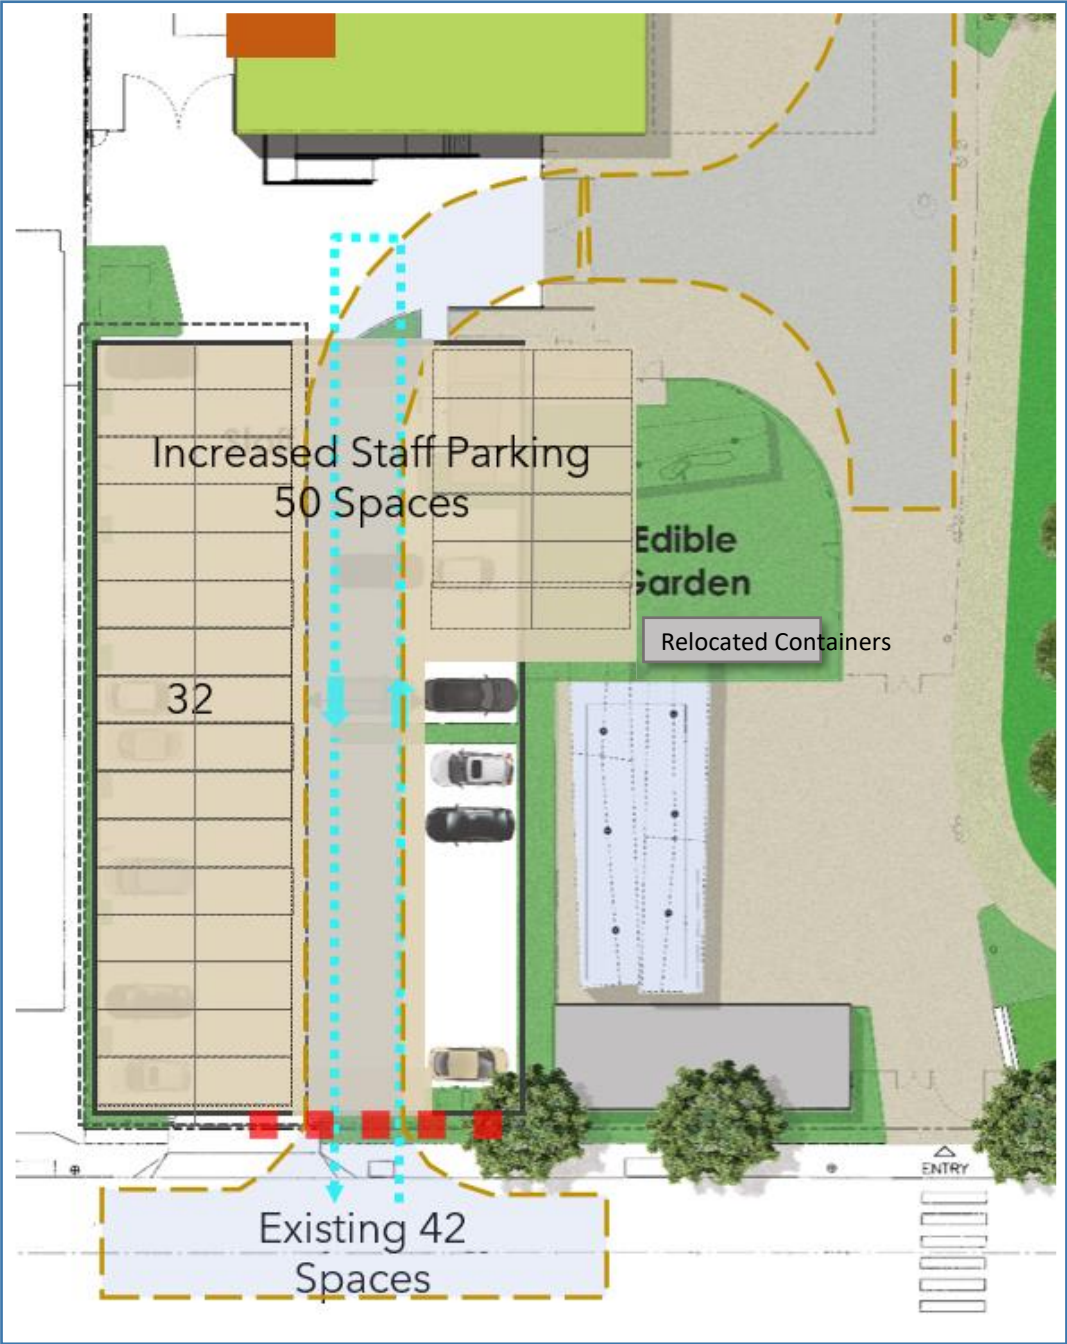 Increased Staff Parking
50 Spaces
Edible
Garden
Relocated Containers
32
ENTRY
Existing 42
Spaces